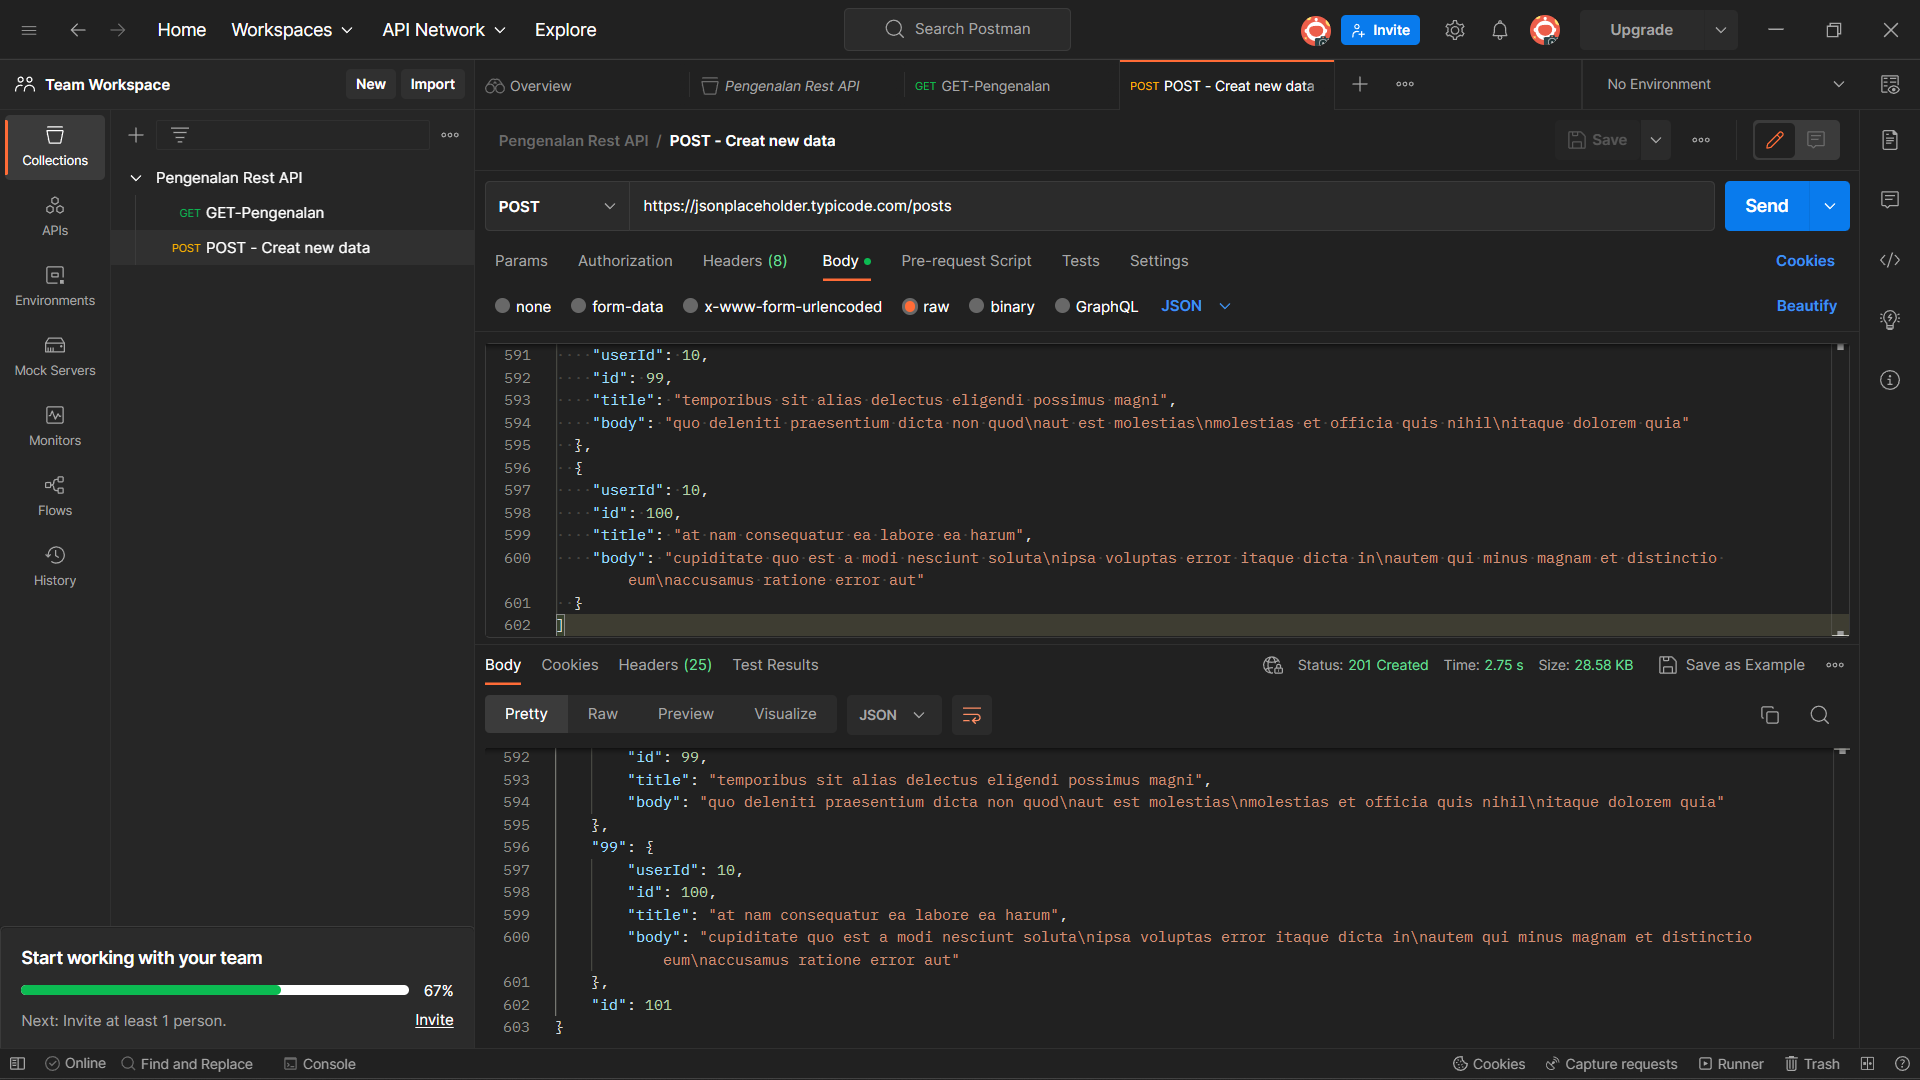 Home Workspaces API Network Explore Search Postman Invite Upgrade
Team Workspace New Import Overview Pengenalan Rest API GET GET-Pengenalan POST POST - Creat new data No Environment
Collections
APIs
Environments
Mock Servers
Monitors
Flows
History
Pengenalan Rest API
GET GET-Pengenalan
POST POST - Creat new data
Pengenalan Rest API / POST - Creat new data Save
POST https://jsonplaceholder.typicode.com/posts Send
Params Authorization Headers (8) Body Pre-request Script Tests Settings Cookies
none form-data x-www-form-urlencoded raw binary GraphQL JSON Beautify
591 "userId": 10,
592 "id": 99,
593 "title": "temporibus sit alias delectus eligendi possimus magni",
594 "body": "quo deleniti praesentium dicta non quod\naut est molestias\nmolestias et officia quis nihil\nitaque dolorem quia"
595 },
596 {
597 "userId": 10,
598 "id": 100,
599 "title": "at nam consequatur ea labore ea harum",
600 "body": "cupiditate quo est a modi nesciunt soluta\nipsa voluptas error itaque dicta in\nautem qui minus magnam et distinctio
eum\naccusamus ratione error aut"
601 }
602 ]
Body Cookies Headers (25) Test Results Status: 201 Created Time: 2.75 s Size: 28.58 KB Save as Example
Pretty Raw Preview Visualize JSON
592 "id": 99,
593 "title": "temporibus sit alias delectus eligendi possimus magni",
594 "body": "quo deleniti praesentium dicta non quod\naut est molestias\nmolestias et officia quis nihil\nitaque dolorem quia"
595 },
596 "99": {
597 "userId": 10,
598 "id": 100,
599 "title": "at nam consequatur ea labore ea harum",
600 "body": "cupiditate quo est a modi nesciunt soluta\nipsa voluptas error itaque dicta in\nautem qui minus magnam et distinctio
eum\naccusamus ratione error aut"
601 },
602 "id": 101
603 }
Start working with your team
67%
Next: Invite at least 1 person. Invite
Online Find and Replace Console Cookies Capture requests Runner Trash